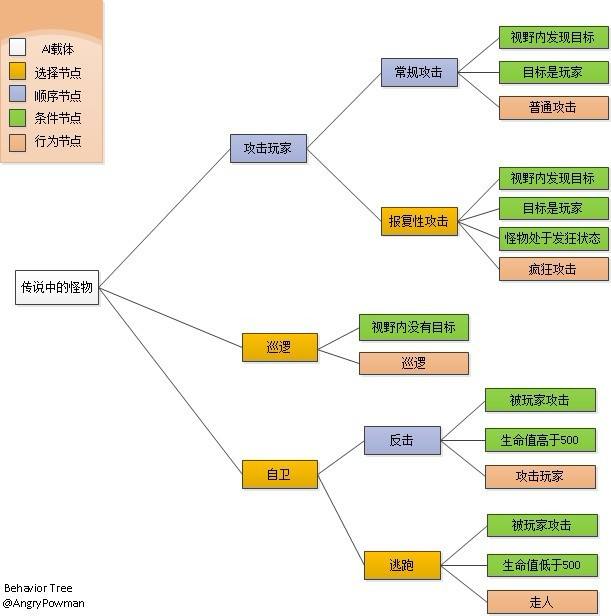 AI载体
选择节点
顺序节点
条件节点
行为节点
传说中的怪物
攻击玩家
常规攻击
视野内发现目标
目标是玩家
普通攻击
报复性攻击
视野内发现目标
目标是玩家
怪物处于发狂状态
疯狂攻击
巡逻
视野内没有目标
巡逻
自卫
反击
被玩家攻击
生命值高于500
攻击玩家
逃跑
被玩家攻击
生命值低于500
走人
Behavior Tree
@AngryPowman